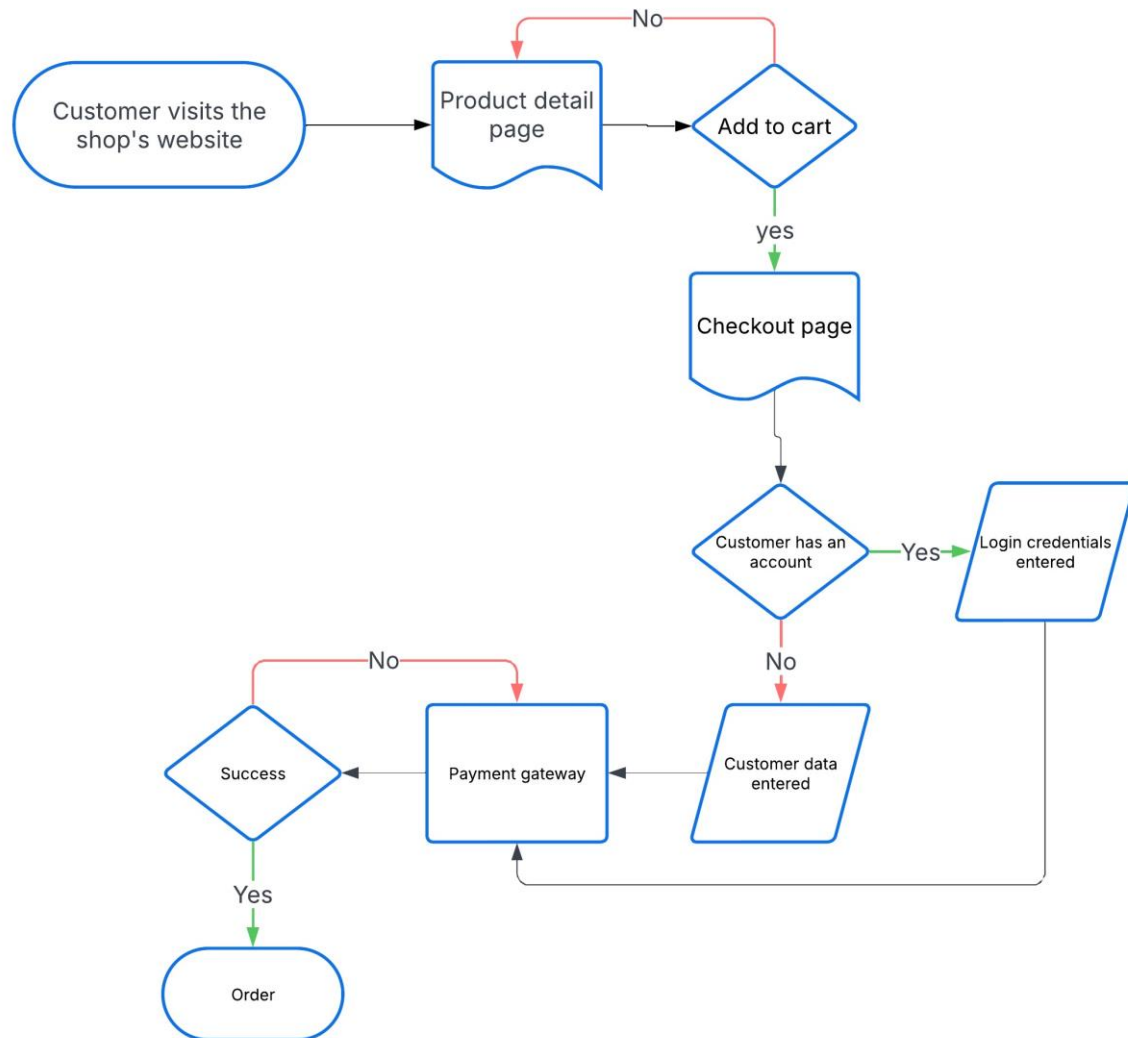 No
Customer visits the
shop's website
Product detail
page
Add to cart
yes
Checkout page
Customer has an
account
Yes
Login credentials
entered
No
No
Success
Payment gateway
Customer data
entered
Yes
Order